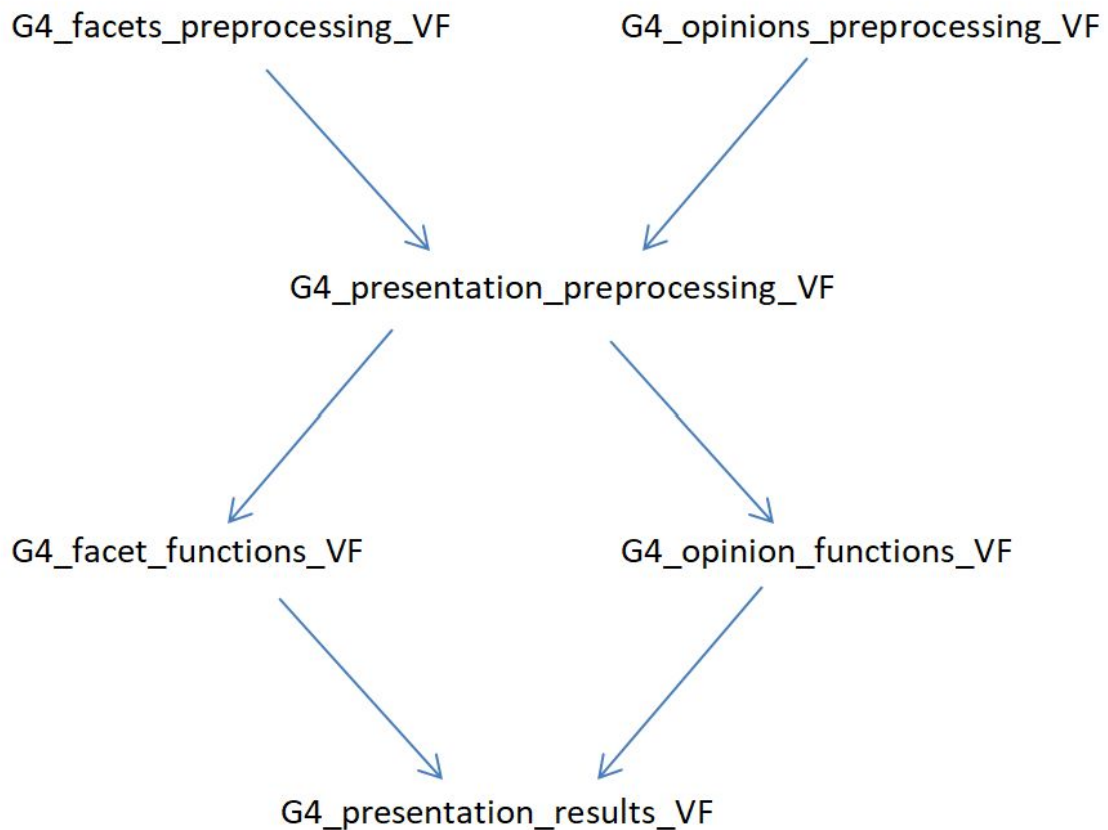 G4_facets_preprocessing_VF
G4_opinions_preprocessing_VF
G4_presentation_preprocessing_VF
G4_facet_functions_VF
G4_opinion_functions_VF
G4_presentation_results_VF